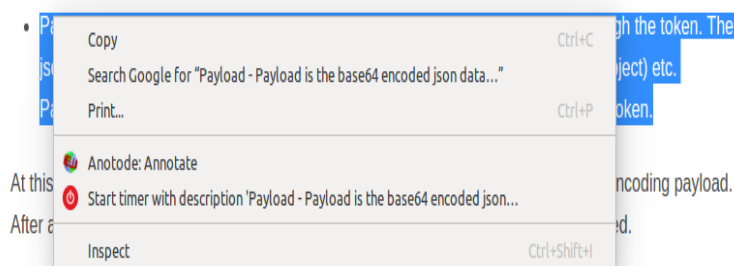 Copy Ctrl+C
gh the token. The
Search Google for “Payload - Payload is the base64 encoded json data...”
ject) etc.
Print... Ctrl+P
oken.
Anotode: Annotate
At this
ncoding payload.
Start timer with description 'Payload - Payload is the base64 encoded json...
After
Inspect Ctrl+Shift+I